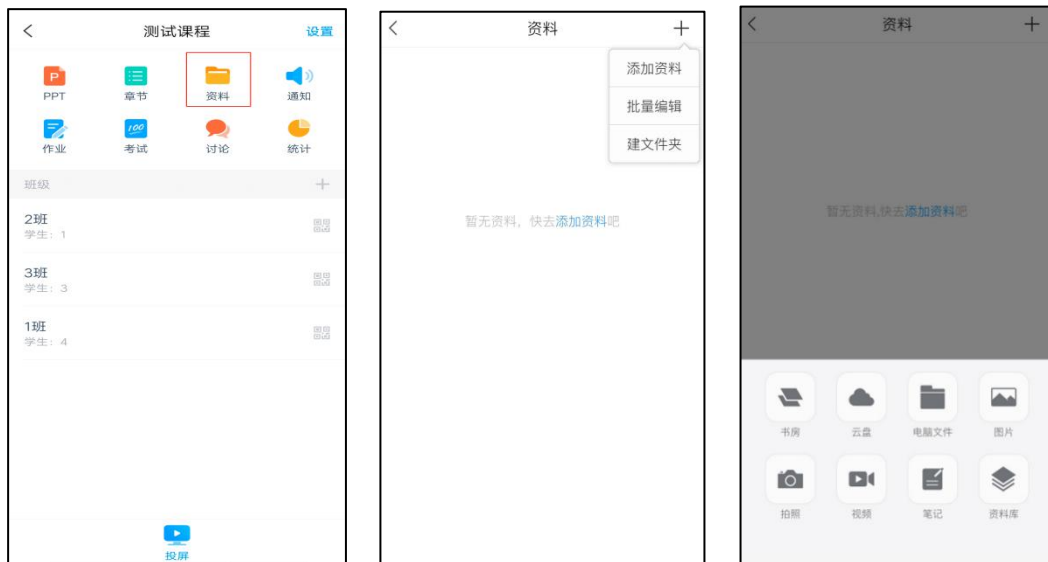 测试课程
设置
P
PPT
章节
资料
通知
100
作业
考试
讨论
统计
班级
2班
学生：1
3班
学生：3
1班
学生：4
投屏
资料
添加资料
批量编辑
建文件夹
暂无资料，快去添加资料吧
资料
暂无资料,快去添加资料吧
书房
云盘
电脑文件
图片
拍照
视频
笔记
资料库